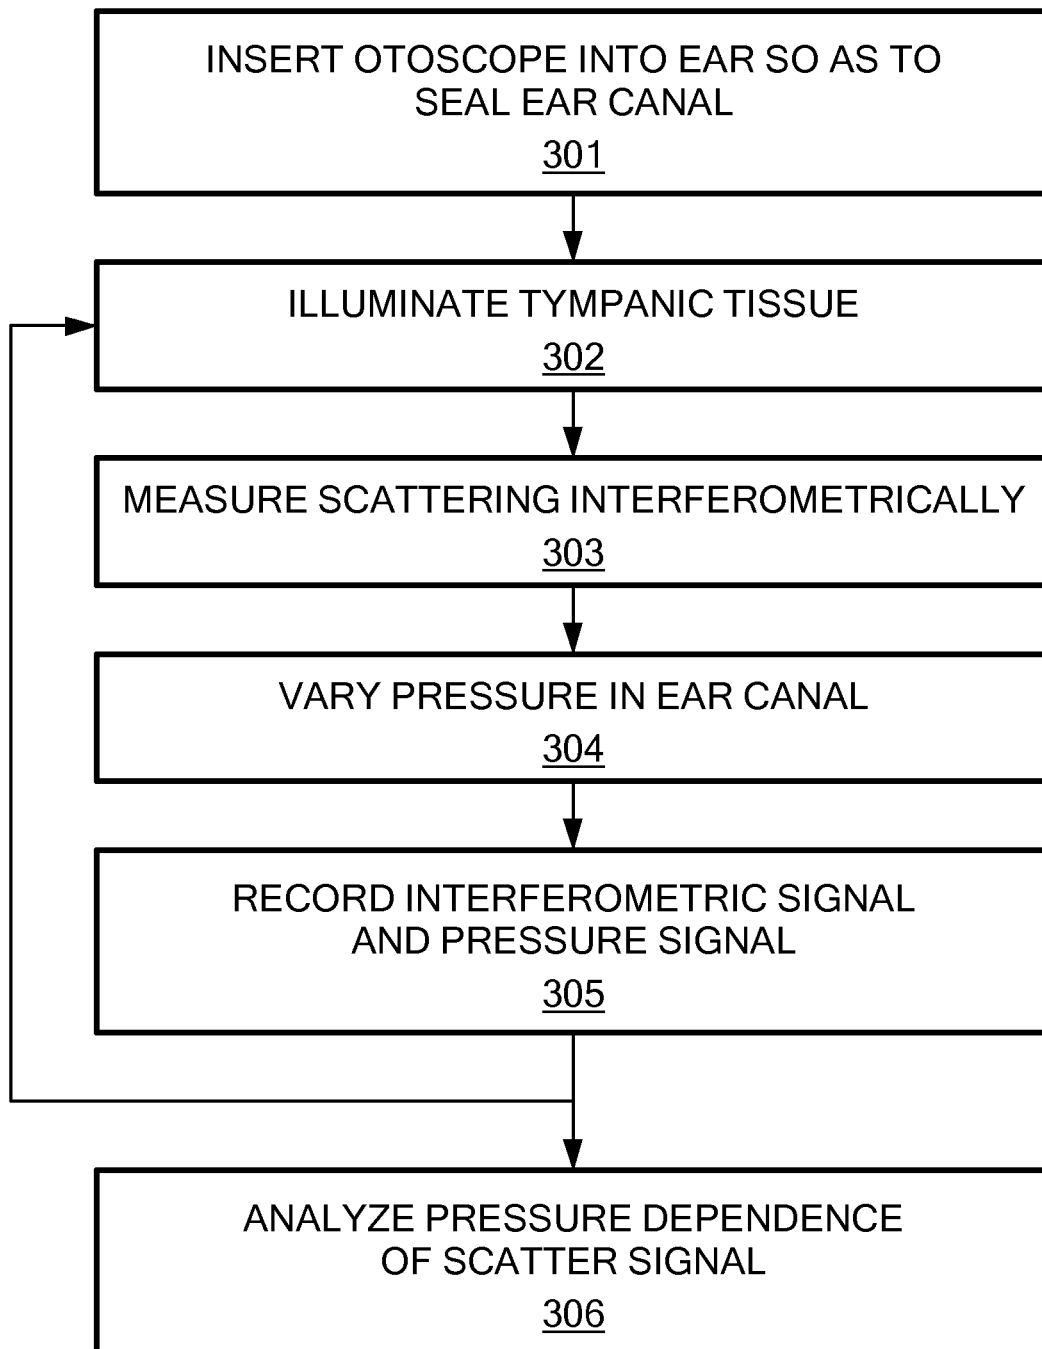 INSERT OTOSCOPE INTO EAR SO AS TO
SEAL EAR CANAL
301
ILLUMINATE TYMPANIC TISSUE
302
MEASURE SCATTERING INTERFEROMETRICALLY
303
VARY PRESSURE IN EAR CANAL
304
RECORD INTERFEROMETRIC SIGNAL
AND PRESSURE SIGNAL
305
ANALYZE PRESSURE DEPENDENCE
OF SCATTER SIGNAL
306